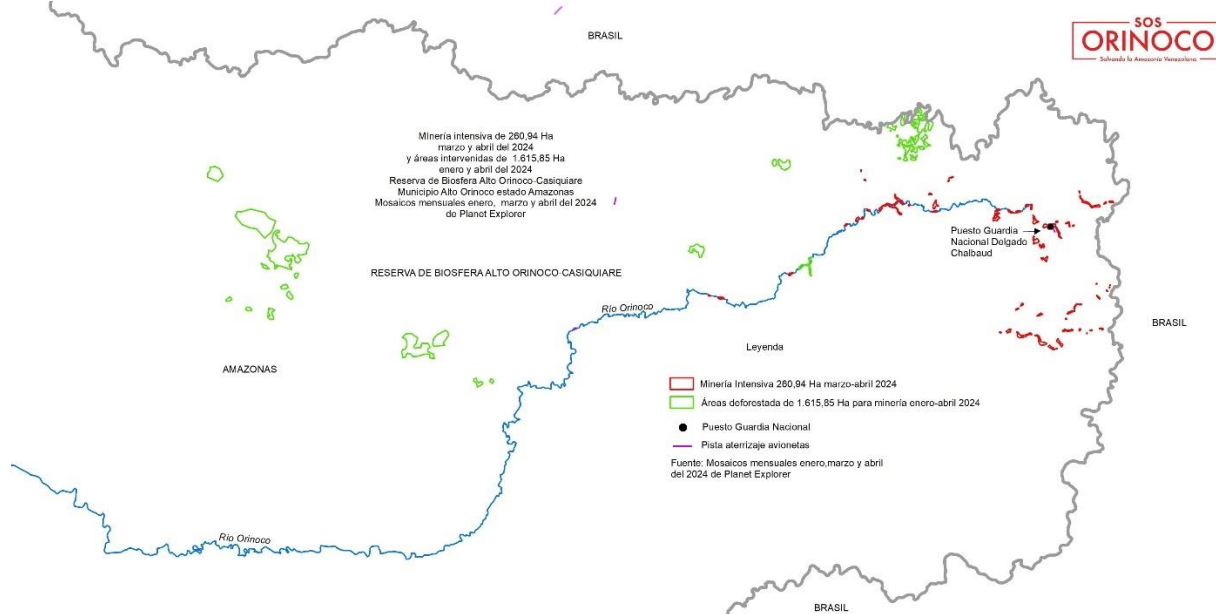 SOS
ORINOCO
Salvando la Amazonía Venezolana
BRASIL
Minería intensiva de 260,94 Ha
marzo y abril del 2024
y áreas intervenidas de 1.615,85 Ha
enero y abril del 2024
Reserva de Biosfera Alto Orinoco-Casiquiare
Municipio Alto Orinoco estado Amazonas
Mosaicos mensuales enero, marzo y abril del 2024
de Planet Explorer
Puesto Guardia
Nacional Delgado
Chalbaud
RESERVA DE BIOSFERA ALTO ORINOCO-CASIQUIARE
Río Orinoco
BRASIL
AMAZONAS
Leyenda
Minería Intensiva 260,94 Ha marzo-abril 2024
Áreas deforestada de 1.615,85 Ha para minería enero-abril 2024
Puesto Guardia Nacional
Pista aterrizaje avionetas
Fuente: Mosaicos mensuales enero,marzo y abril
del 2024 de Planet Explorer
Río Orinoco
BRASIL